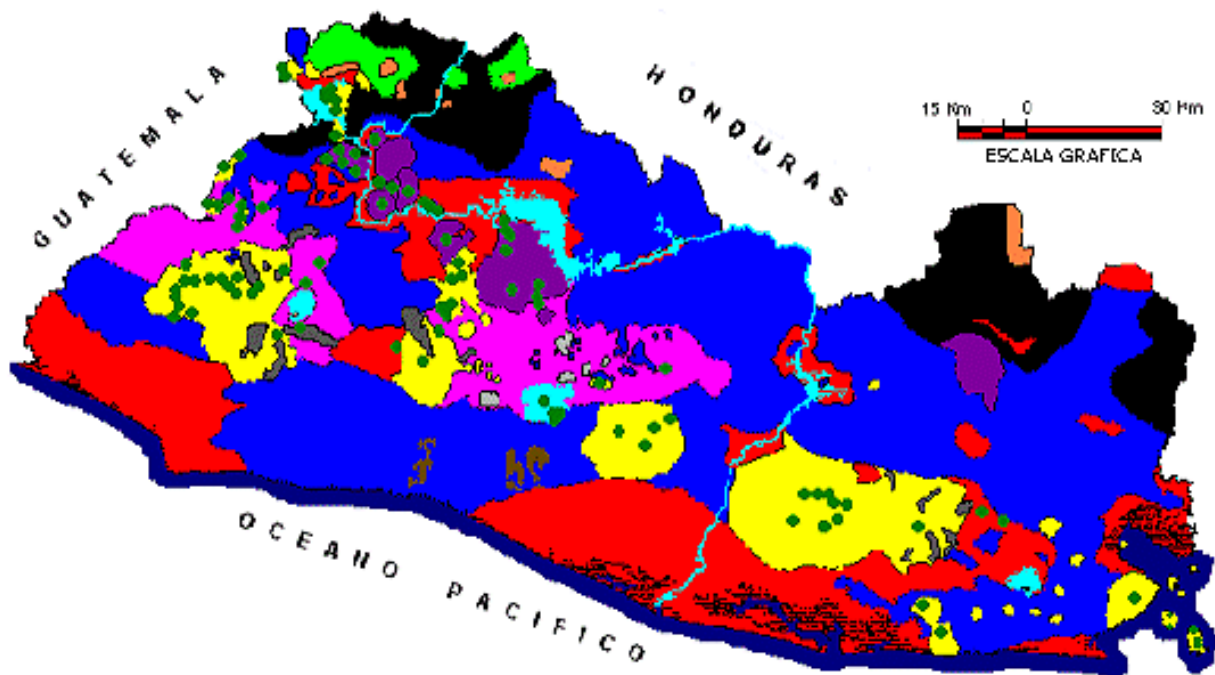 GUATEMALA
HONDURAS
15 Km 0 30 Km
ESCALA GRAFICA
OCEANO PACIFICO